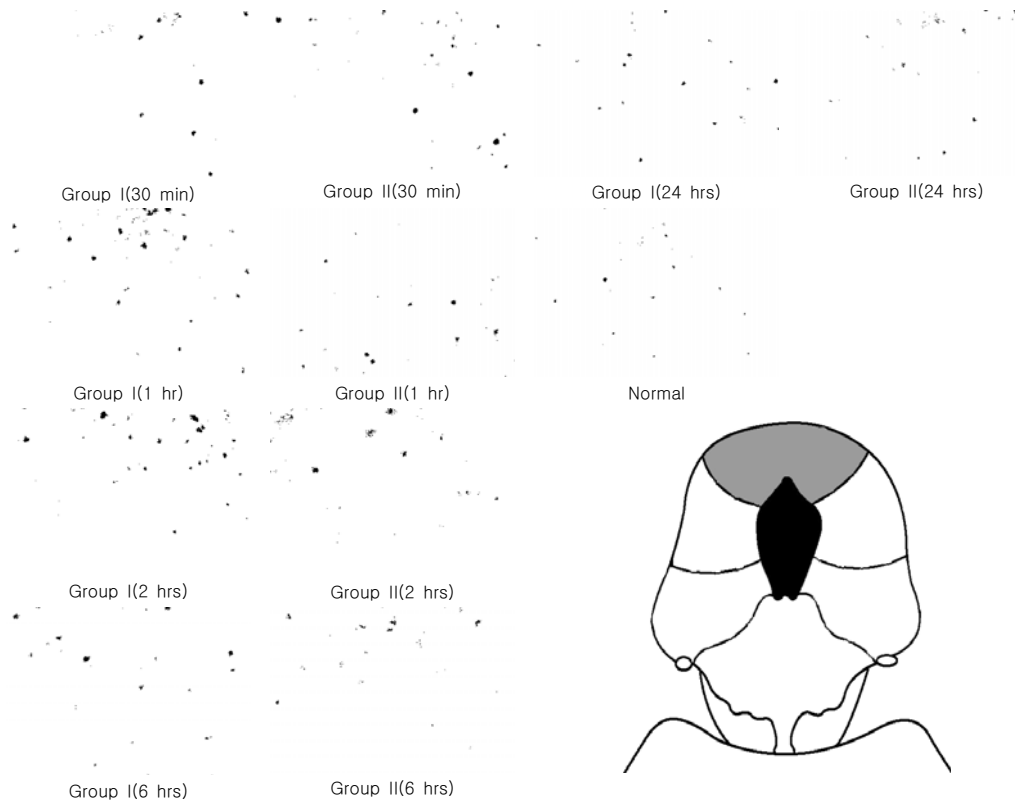 Group I(30 min)
Group II(30 min)
Group I(24 hrs)
Group II(24 hrs)
Group I(1 hr)
Group II(1 hr)
Normal
Group I(2 hrs)
Group II(2 hrs)
Group I(6 hrs)
Group II(6 hrs)